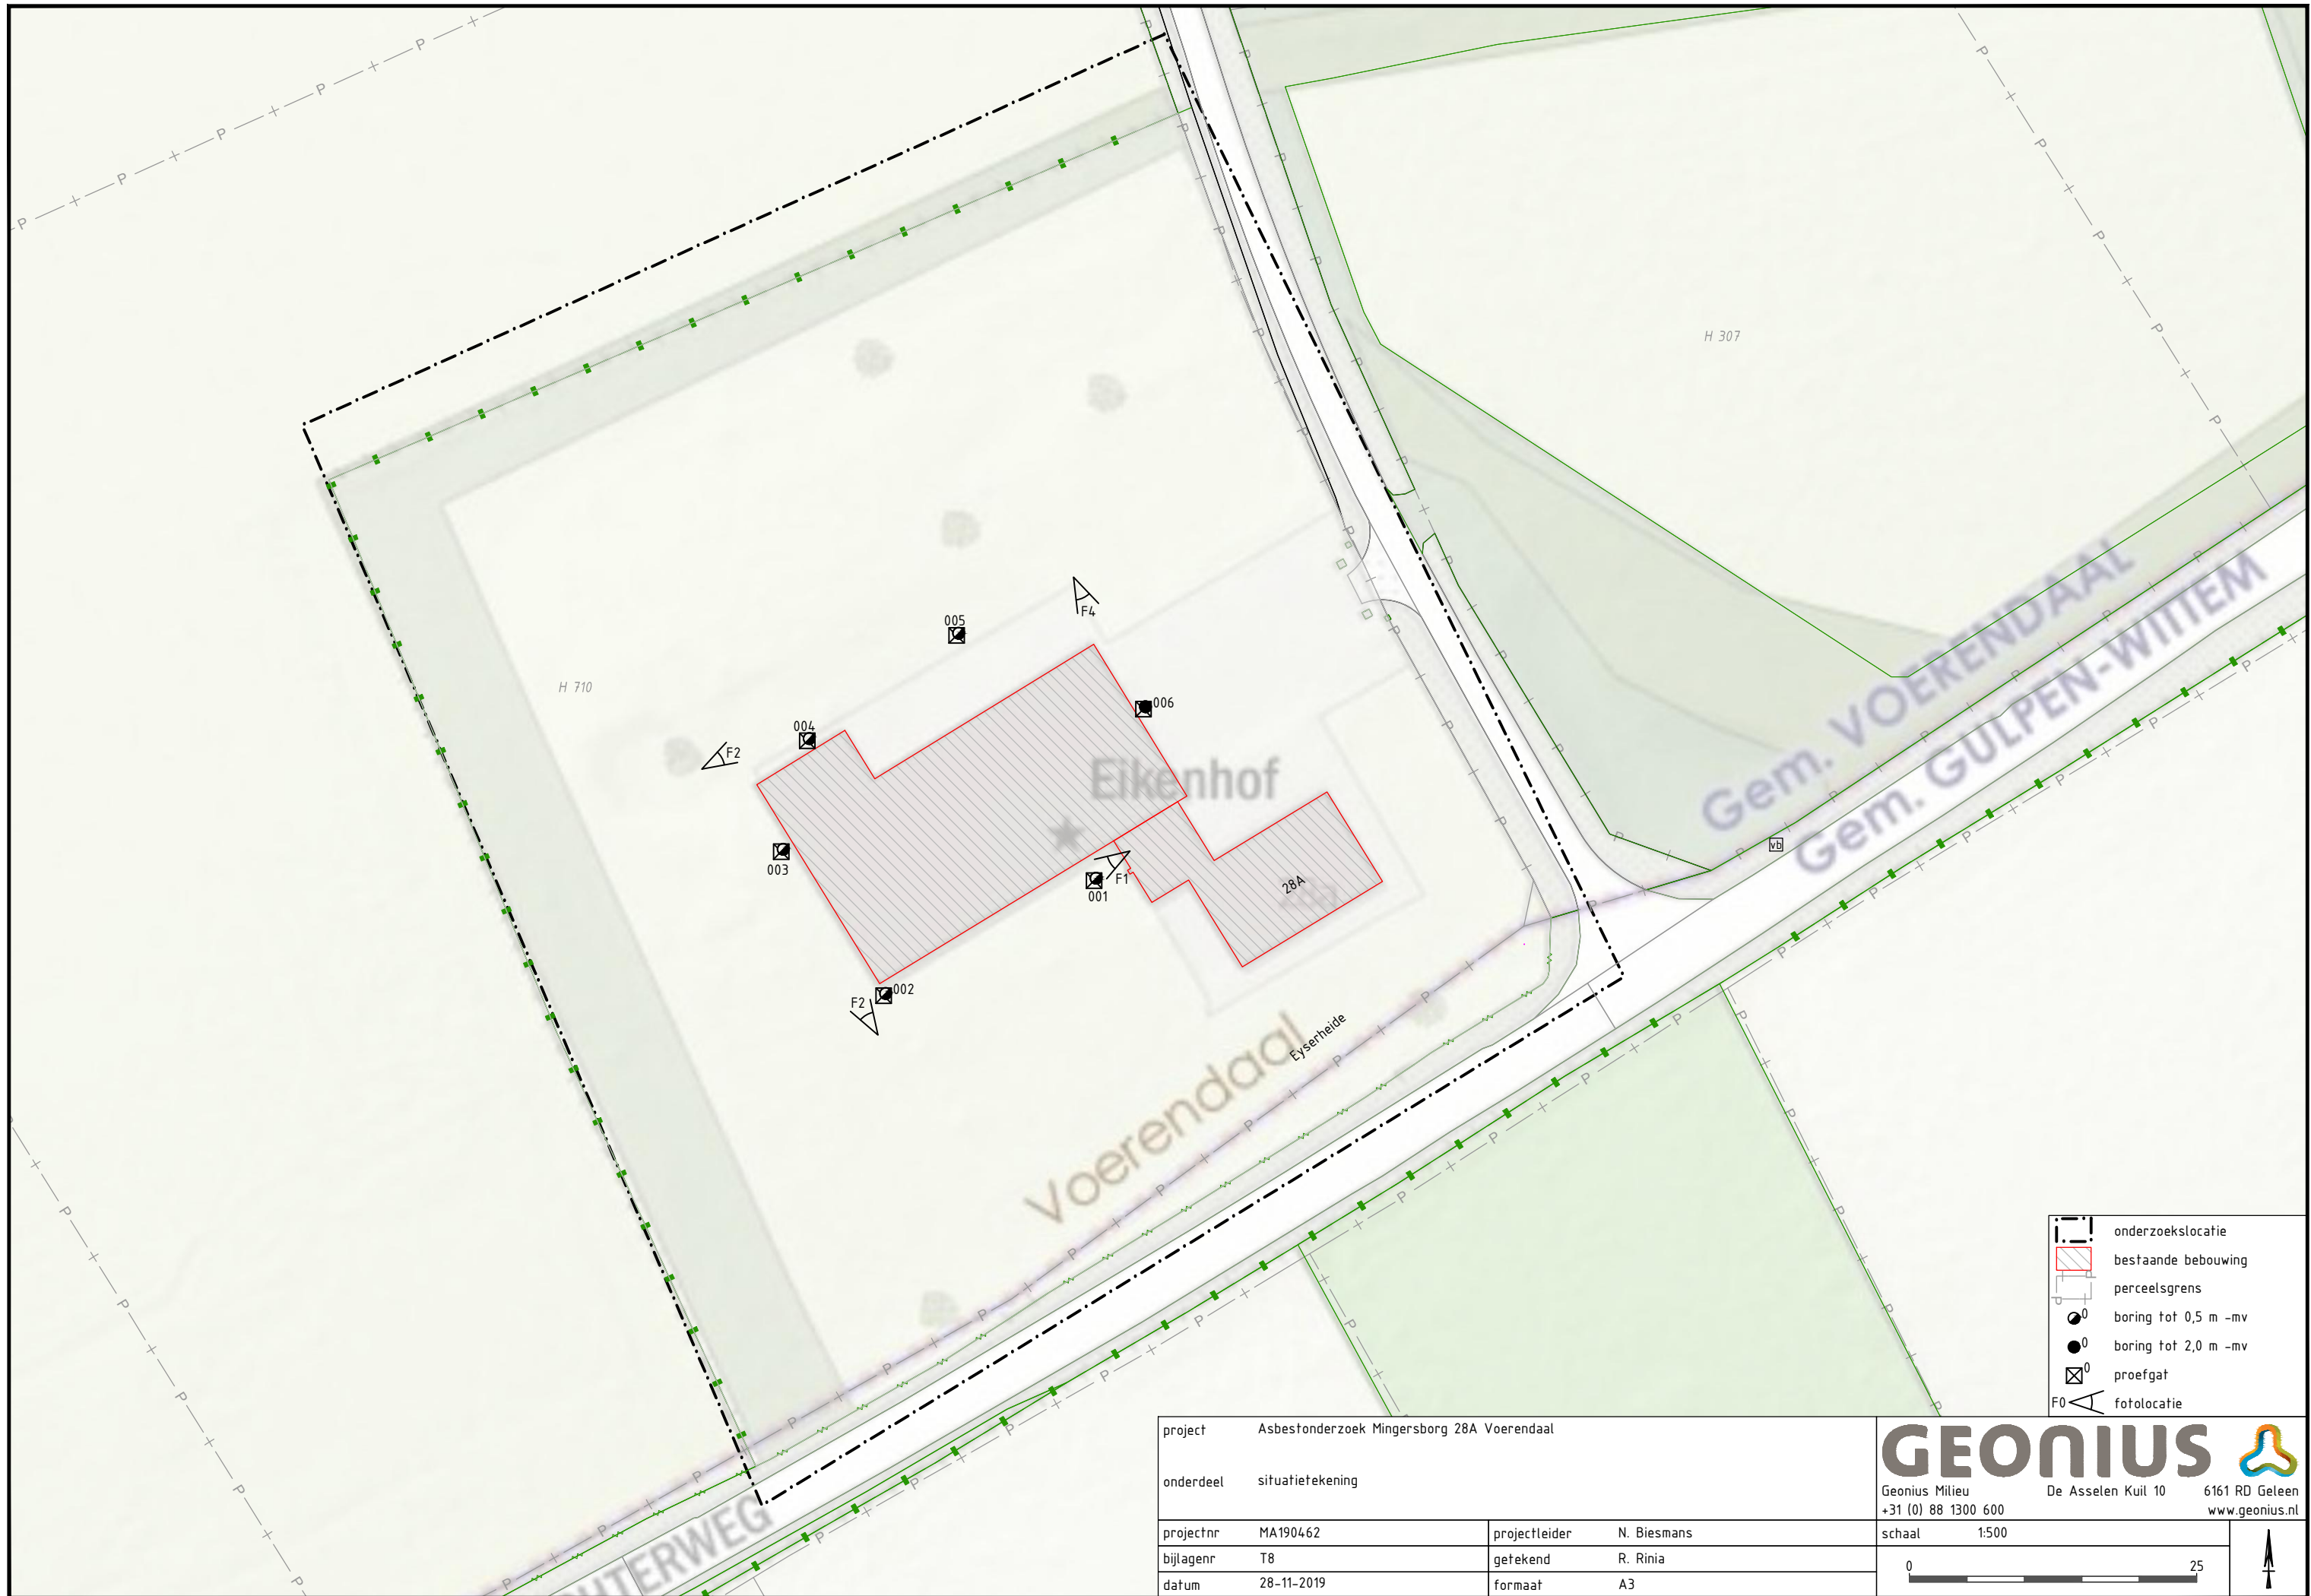 H 307
Gem. VOERENDAAL
Gem. GULPEN-WITTEM
005
F4
H 710
006
004
F2
Eikenhof
vb
003
F1
001
28A
002
F2
Eyserheide
Voerendaal
onderzoekslocatie
bestaande bebouwing
perceelsgrens
0 boring tot 0,5 m -mv
0 boring tot 2,0 m -mv
0 proefgat
F0 fotolocatie
project Asbestonderzoek Mingersborg 28A Voerendaal
onderdeel situatietekening
projectnr MA190462 projectleider N. Biesmans
bijlagenr T8 getekend R. Rinia
datum 28-11-2019 formaat A3
GEONIUS
Geonius Milieu De Asselen Kuil 10 6161 RD Geleen
+31 (0) 88 1300 600 www.geonius.nl
schaal 1:500
0 25